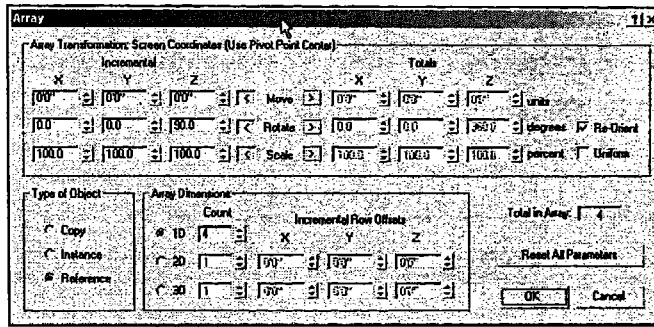 Array
Array Transformation: Screen Coordinates (Use Pivot Point Center)
Incremental Totals
X Y Z X Y Z
0'0" 0'0" 0'0" < Move > 0'0" 0'0" 0'0" units
0.0 0.0 90.0 < Rotate > 0.0 0.0 360.0 degrees Re-Orient
100.0 100.0 100.0 < Scale > 100.0 100.0 100.0 percent Uniform
Type of Object
Copy
Instance
Reference
Array Dimensions
Count Incremental Row Offsets
X Y Z
1D 4
2D 1 0'0" 0'0" 0'0"
3D 1 0'0" 0'0" 0'0"
Total in Array: 4
Reset All Parameters
OK Cancel